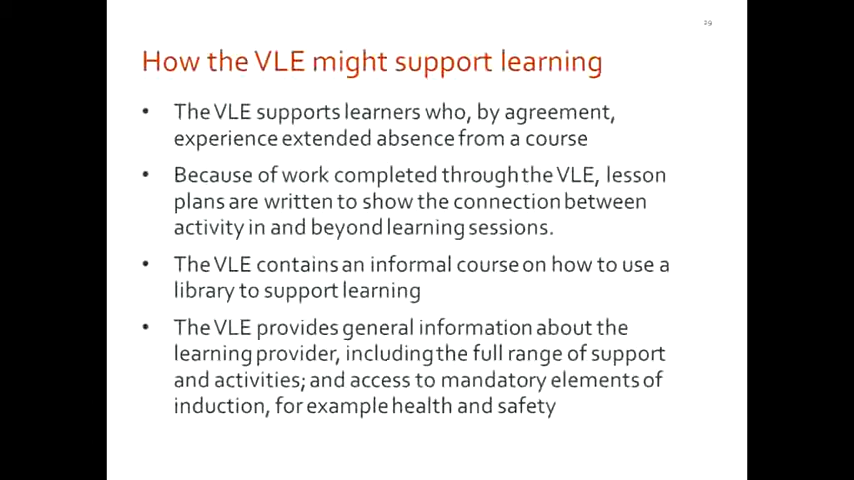 29
How the VLE might support learning
• The VLE supports learners who, by agreement,
experience extended absence from a course
• Because of work completed through the VLE, lesson
plans are written to show the connection between
activity in and beyond learning sessions.
• The VLE contains an informal course on how to use a
library to support learning
• The VLE provides general information about the
learning provider, including the full range of support
and activities; and access to mandatory elements of
induction, for example health and safety